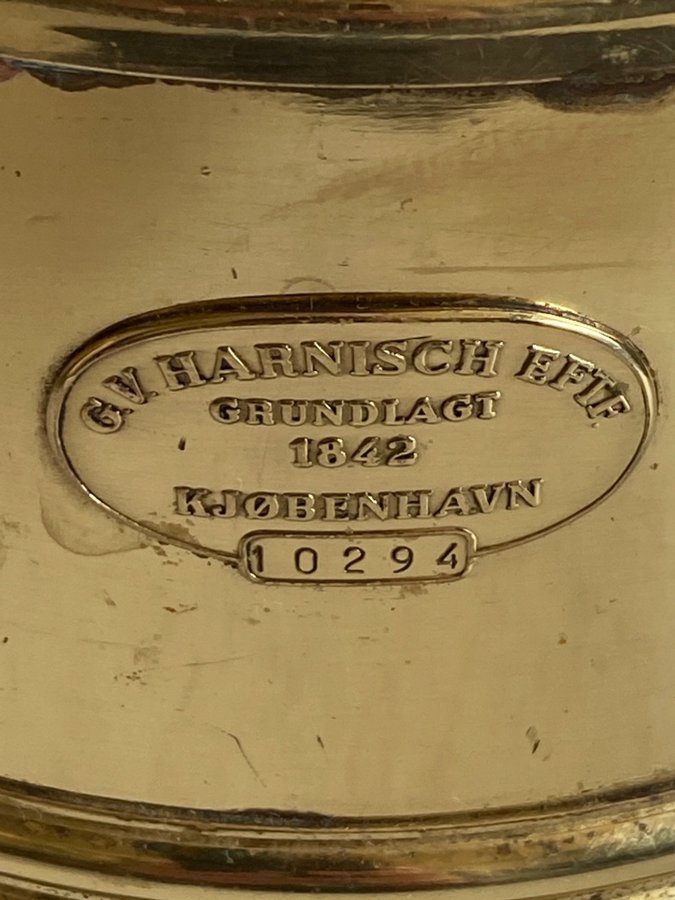 G.V. HARNISCH EFTF
GRUNDLAGT
1842
KJØBENHAVN
10294